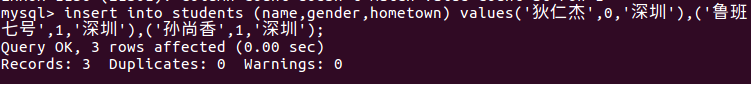 mysql> insert into students (name,gender,hometown) values('狄仁杰',0,'深圳'),('鲁班
七号',1,'深圳'),('孙尚香',1,'深圳');
Query OK, 3 rows affected (0.00 sec)
Records: 3  Duplicates: 0  Warnings: 0